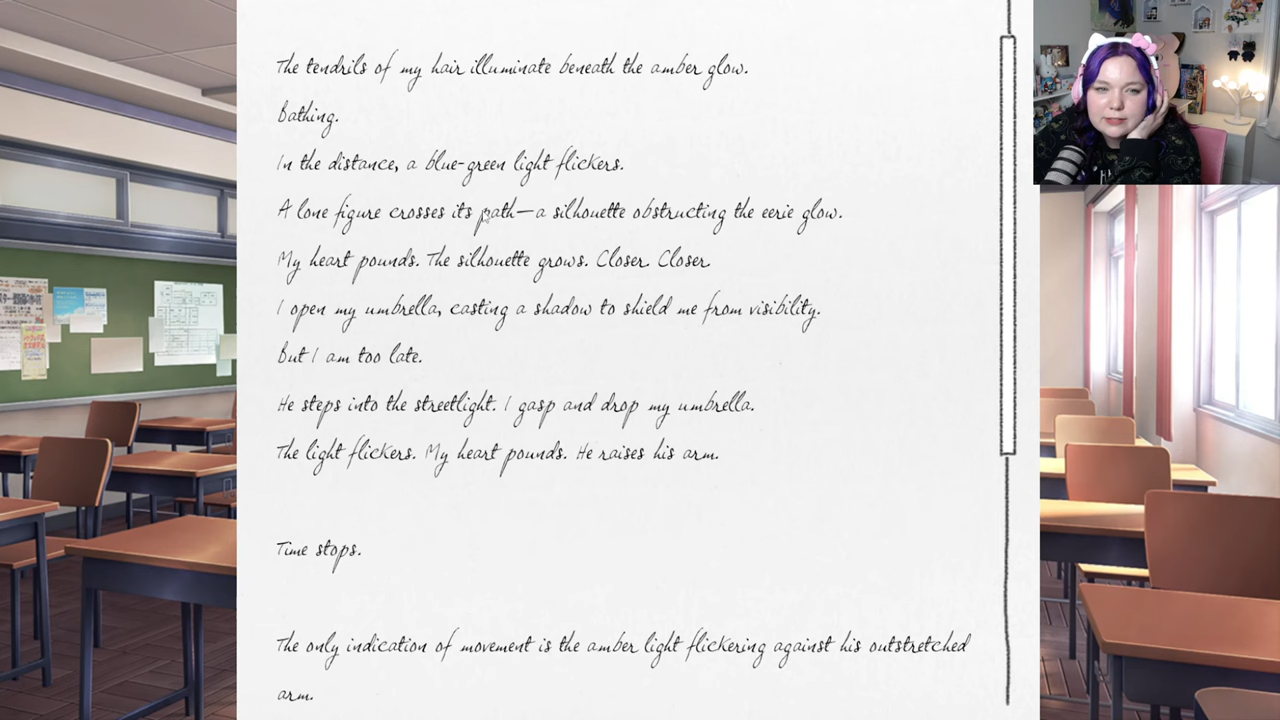 The tendrils of my hair illuminate beneath the amber glow.
Bathing.
In the distance, a blue-green light flickers.
A lone figure crosses its path—a silhouette obstructing the eerie glow.
My heart pounds. The silhouette grows. Closer. Closer.
I open my umbrella, casting a shadow to shield me from visibility.
But I am too late.
He steps into the streetlight. I gasp and drop my umbrella.
The light flickers. My heart pounds. He raises his arm.
Time stops.
The only indication of movement is the amber light flickering against his outstretched
arm.